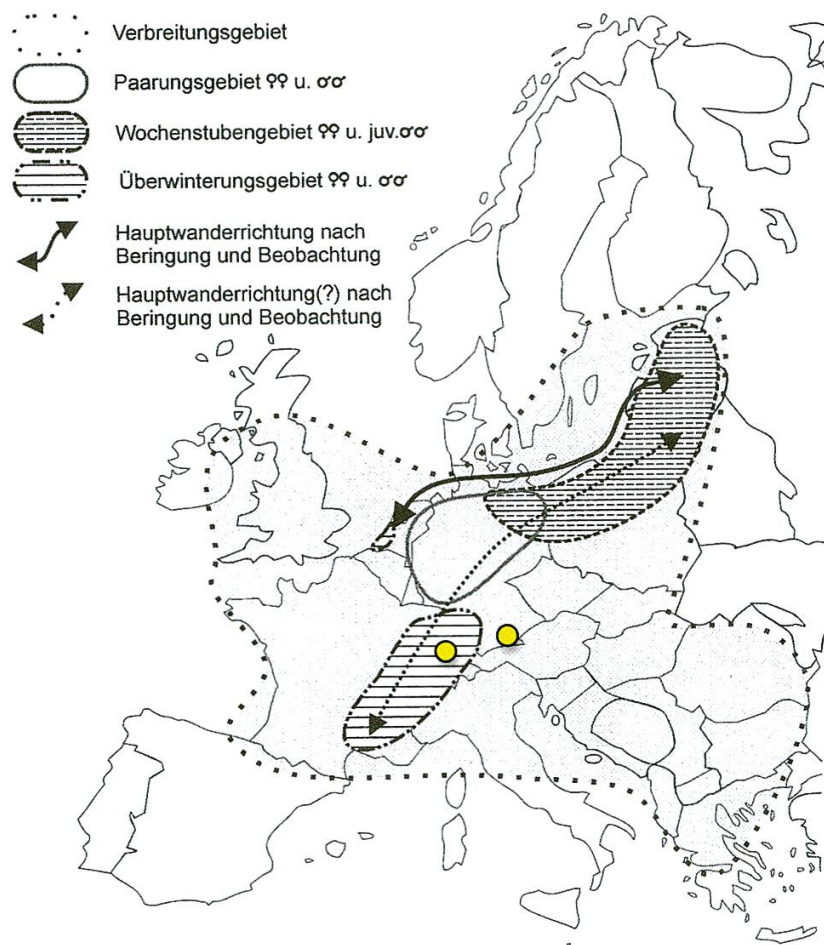 Verbreitungsgebiet
Paarungsgebiet ♀♀ u. ♂♂
Wochenstubengebiet ♀♀ u. juv.♂♂
Überwinterungsgebiet ♀♀ u. ♂♂
Hauptwanderrichtung nach
Beringung und Beobachtung
Hauptwanderrichtung(?) nach
Beringung und Beobachtung